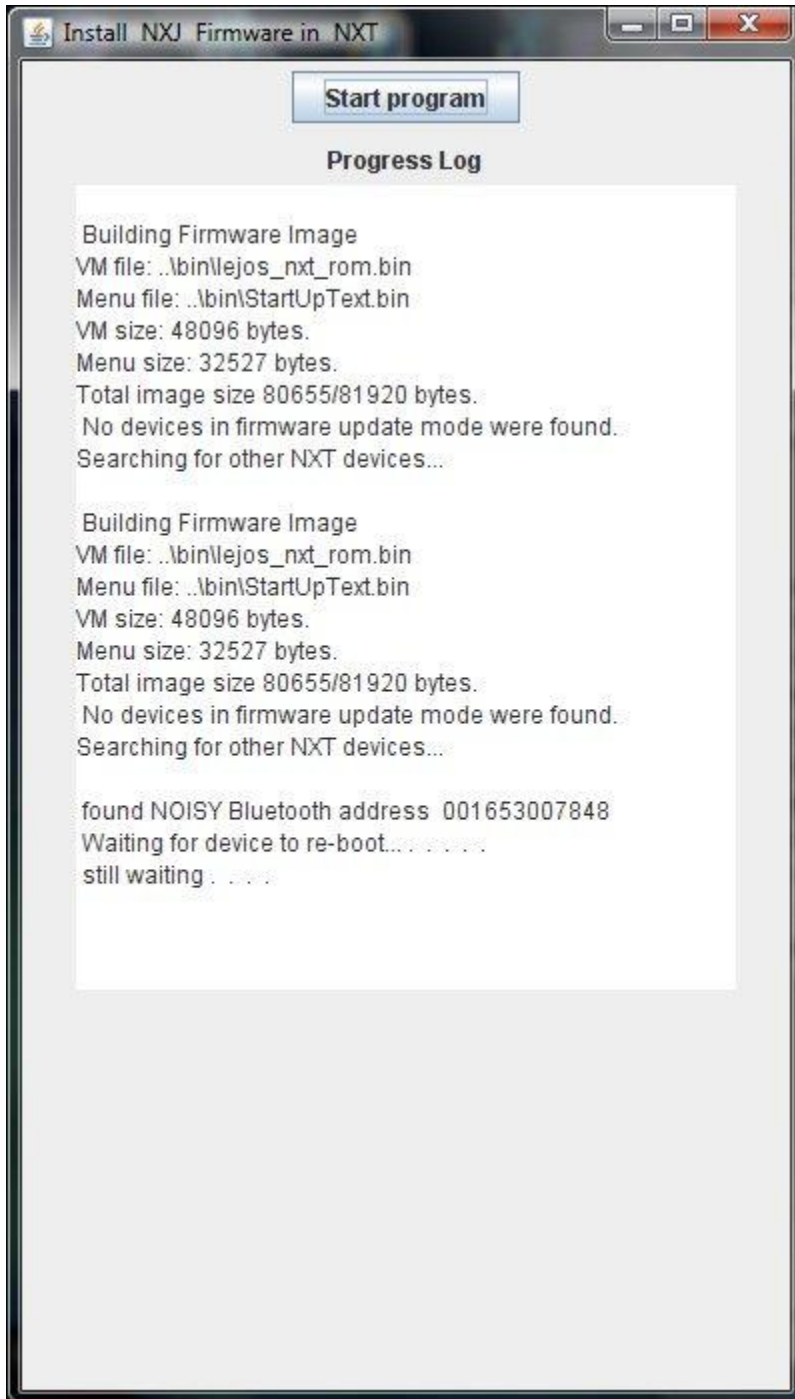 Install NXJ Firmware in NXT
Start program
Progress Log
Building Firmware Image
VM file: ..\bin\lejos_nxt_rom.bin
Menu file: ..\bin\StartUpText.bin
VM size: 48096 bytes.
Menu size: 32527 bytes.
Total image size 80655/81920 bytes.
No devices in firmware update mode were found.
Searching for other NXT devices...
Building Firmware Image
VM file: ..\bin\lejos_nxt_rom.bin
Menu file: ..\bin\StartUpText.bin
VM size: 48096 bytes.
Menu size: 32527 bytes.
Total image size 80655/81920 bytes.
No devices in firmware update mode were found.
Searching for other NXT devices...
found NOISY Bluetooth address 001653007848
Waiting for device to re-boot... . . . . .
still waiting . . . .